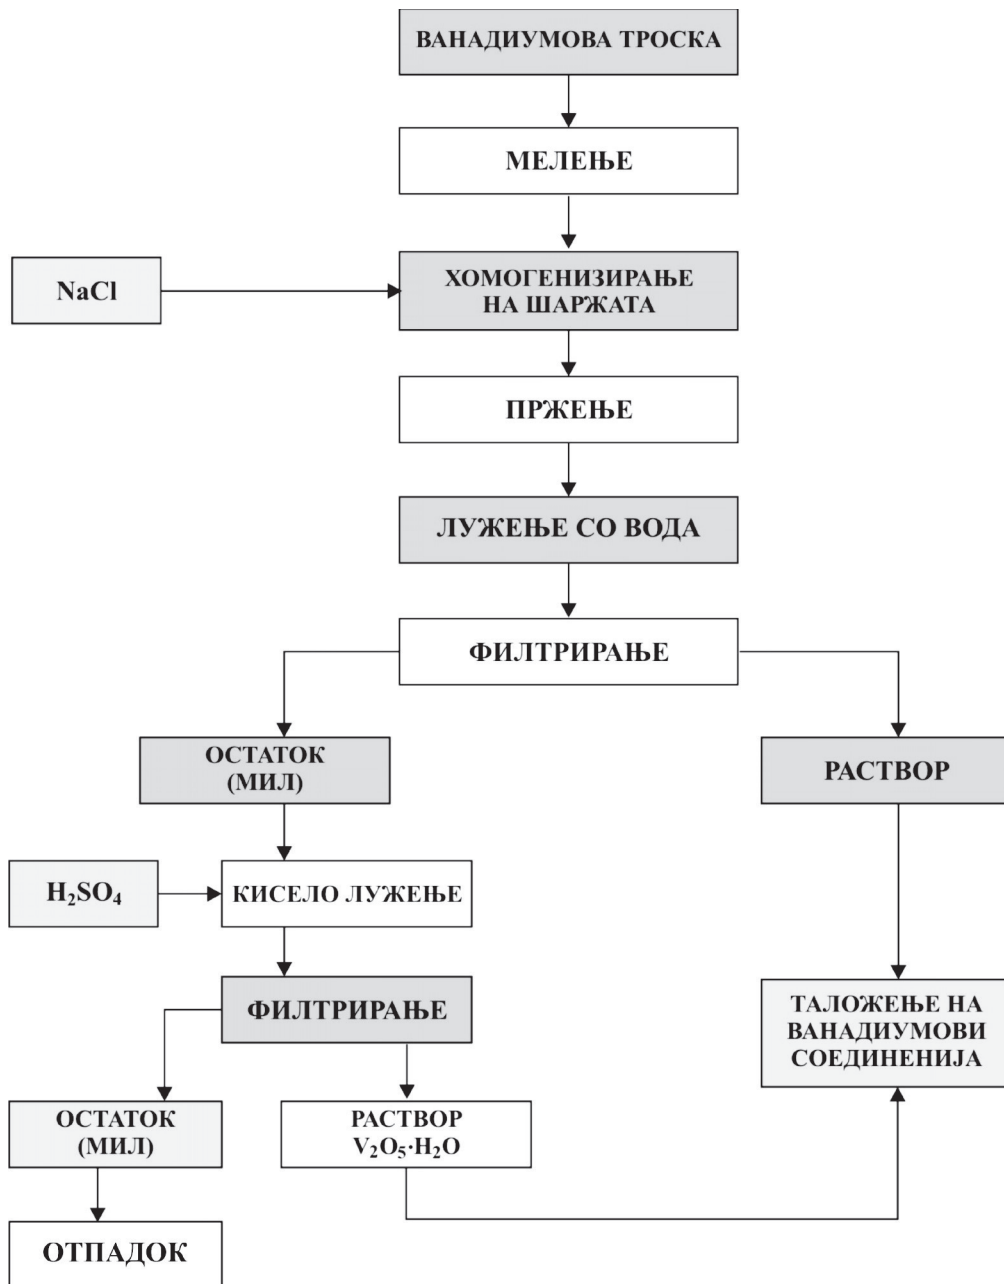 ВАНАДИУМОВА ТРОСКА
МЕЛЕЊЕ
NaCl
ХОМОГЕНИЗИРАЊЕ
НА ШАРЖАТА
ПРЖЕЊЕ
ЛУЖЕЊЕ СО ВОДА
ФИЛТРИРАЊЕ
ОСТАТОК
(МИЛ)
РАСТВОР
H₂SO₄
КИСЕЛО ЛУЖЕЊЕ
ФИЛТРИРАЊЕ
ТАЛОЖЕЊЕ НА
ВАНАДИУМОВИ
СОЕДИНЕНИЈА
ОСТАТОК
(МИЛ)
РАСТВОР
V₂O₅·H₂O
ОТПАДОК